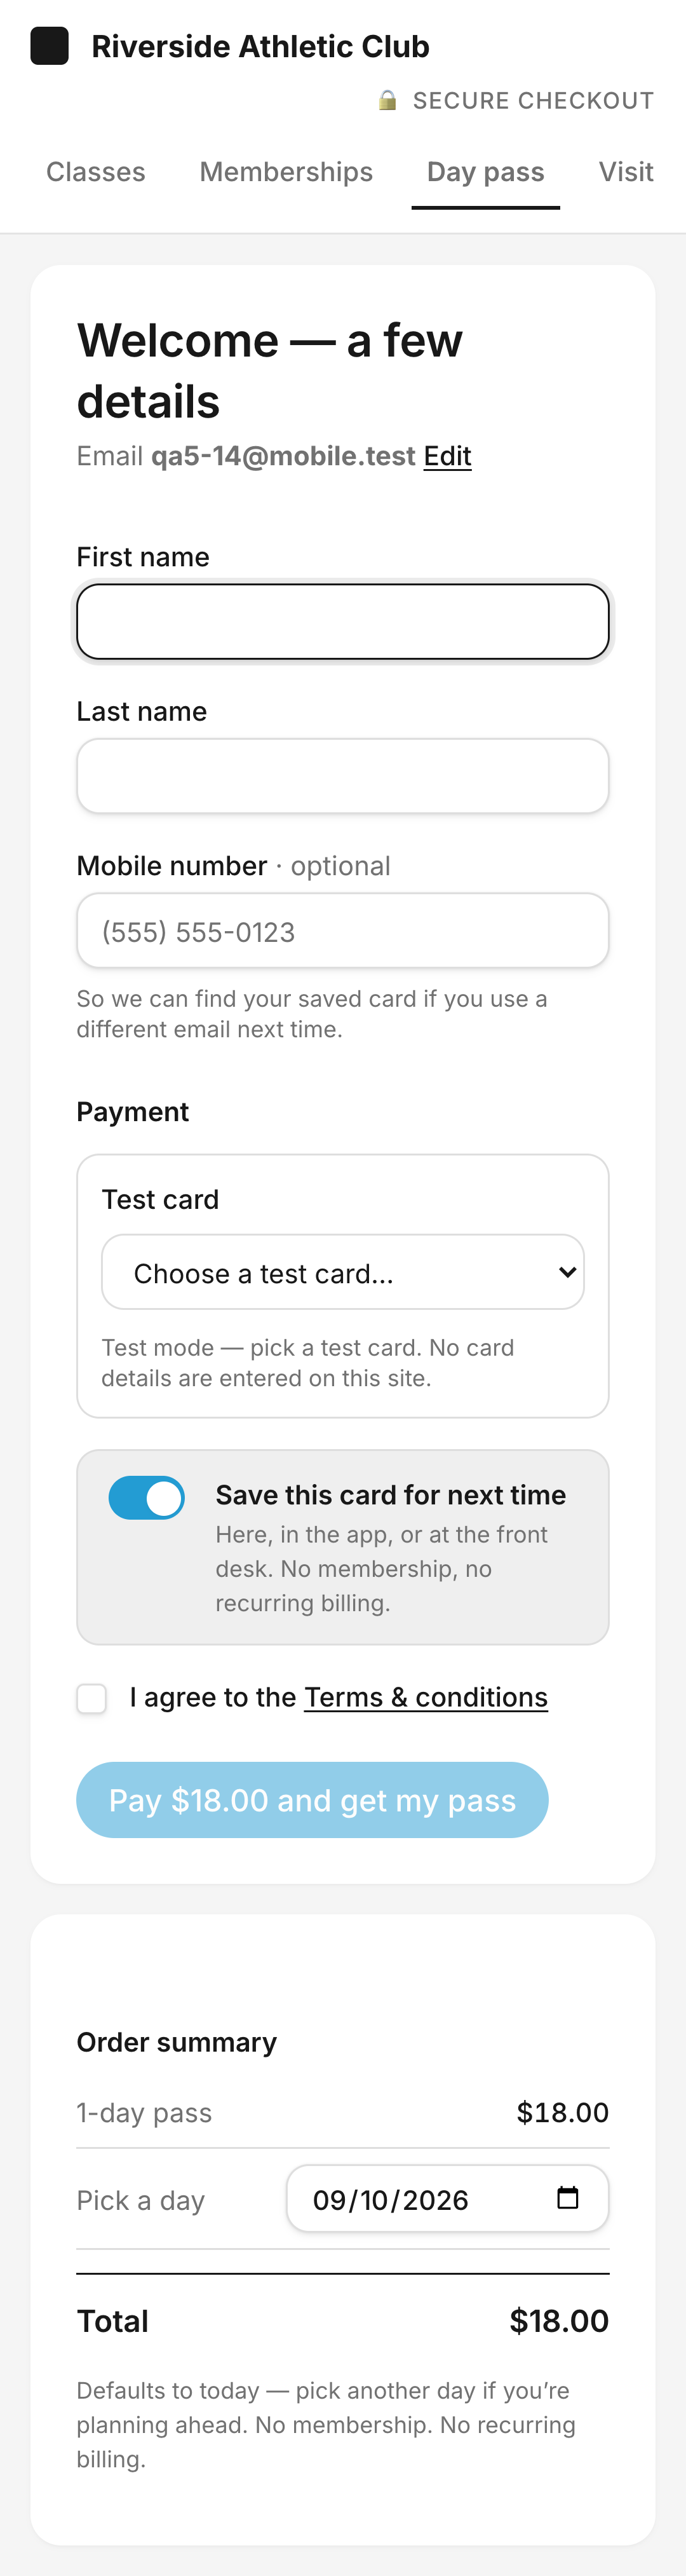 Riverside Athletic Club
🔒 SECURE CHECKOUT
Classes Memberships Day pass Visit
Welcome — a few
details
Email qa5-14@mobile.test Edit
First name
Last name
Mobile number · optional
(555) 555-0123
So we can find your saved card if you use a
different email next time.
Payment
Test card
Choose a test card...
Test mode — pick a test card. No card
details are entered on this site.
Save this card for next time
Here, in the app, or at the front
desk. No membership, no
recurring billing.
I agree to the Terms & conditions
Pay $18.00 and get my pass
Order summary
1-day pass $18.00
Pick a day 09/10/2026
Total $18.00
Defaults to today — pick another day if you’re
planning ahead. No membership. No recurring
billing.